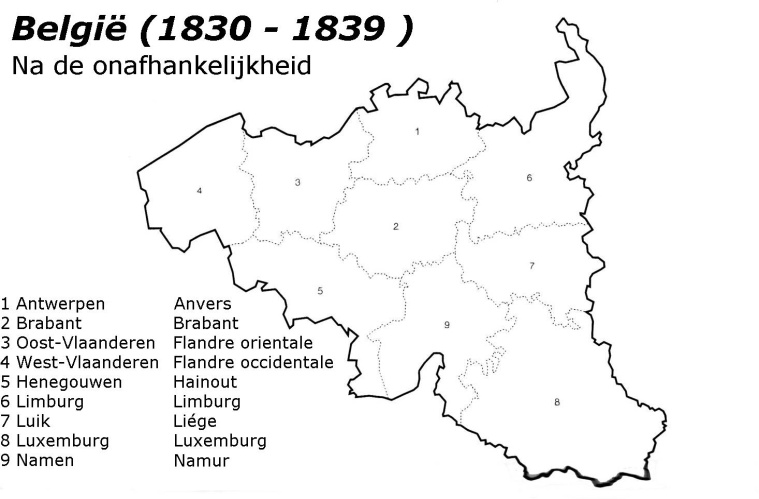 België (1830 - 1839 )
Na de onafhankelijkheid
1
2
3
4
5
6
7
8
9
1 Antwerpen Anvers
2 Brabant Brabant
3 Oost-Vlaanderen Flandre orientale
4 West-Vlaanderen Flandre occidentale
5 Henegouwen Hainout
6 Limburg Limburg
7 Luik Liége
8 Luxemburg Luxemburg
9 Namen Namur